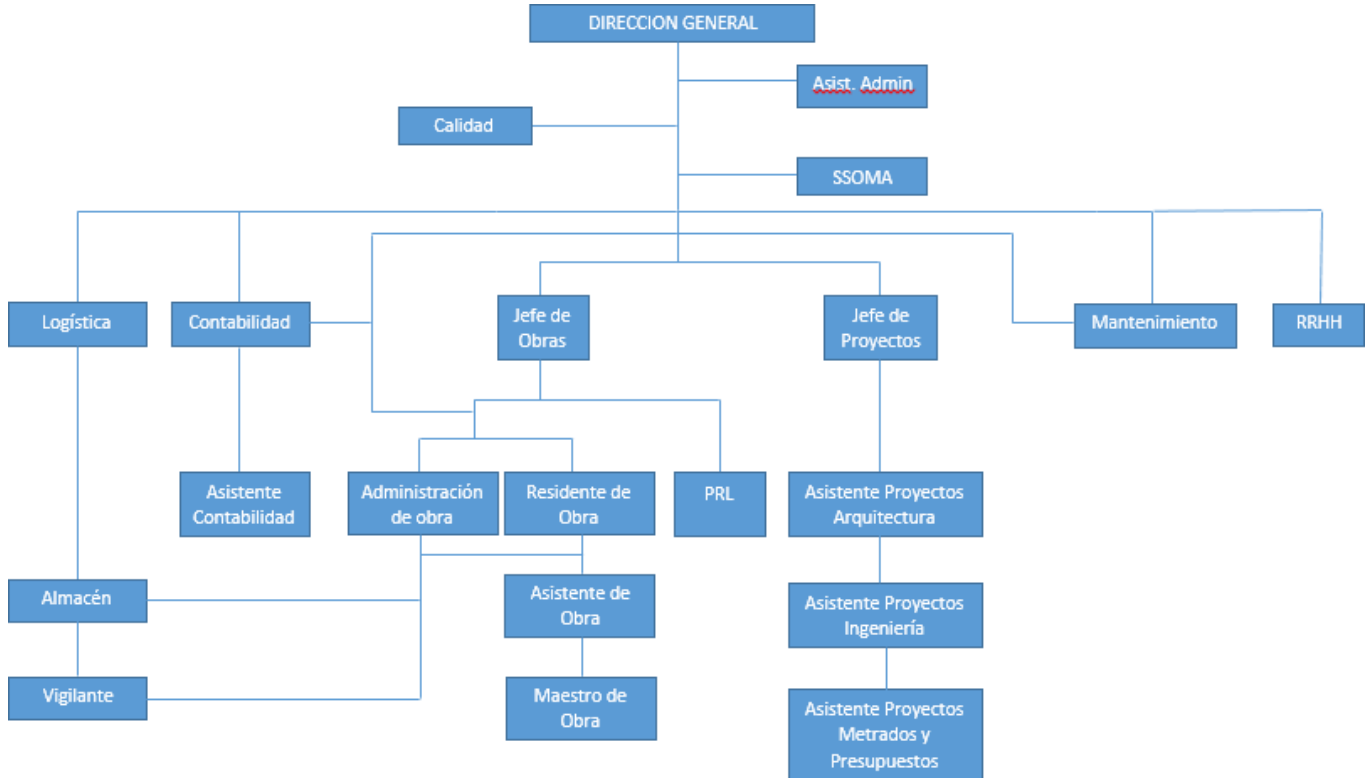 DIRECCION GENERAL
Asist. Admin
Calidad
SSOMA
Logística
Contabilidad
Jefe de
Obras
Jefe de
Proyectos
Mantenimiento
RRHH
Asistente
Contabilidad
Administración
de obra
Residente de
Obra
PRL
Asistente Proyectos
Arquitectura
Almacén
Asistente de
Obra
Asistente Proyectos
Ingeniería
Vigilante
Maestro de
Obra
Asistente Proyectos
Metrados y
Presupuestos